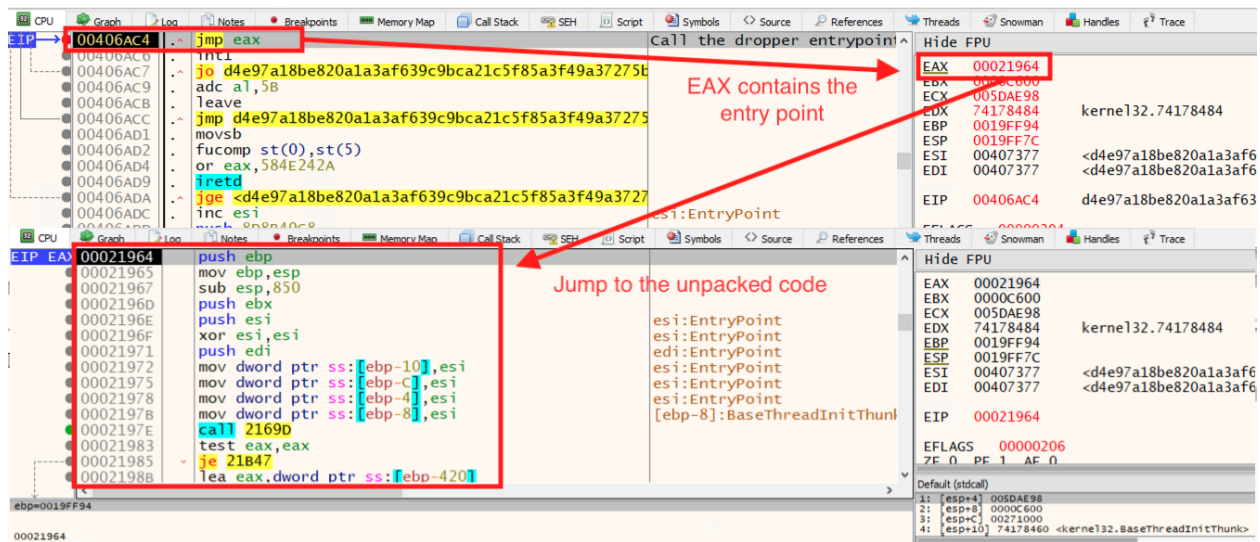 CPU Graph Log Notes Breakpoints Memory Map Call Stack SEH Script Symbols Source References Threads Snowman Handles Trace
EIP 00406AC4 jmp eax Call the dropper entrypoint Hide FPU
00406AC6 int1
00406AC7 jo d4e97a18be820a1a3af639c9bca21c5f85a3f49a37275b
00406AC9 adc al,5B
00406ACB leave
00406ACC jmp d4e97a18be820a1a3af639c9bca21c5f85a3f49a37275
00406AD1 movsb
00406AD2 fucomp st(0),st(5)
00406AD4 or eax,584E242A
00406AD9 iretd
00406ADA jge <d4e97a18be820a1a3af639c9bca21c5f85a3f49a3727
00406ADC inc esi esi:EntryPoint
EAX contains the
entry point
EAX 00021964
EBX 0000C600
ECX 005DAE98
EDX 74178484 kernel32.74178484
EBP 0019FF94
ESP 0019FF7C
ESI 00407377 <d4e97a18be820a1a3af6
EDI 00407377 <d4e97a18be820a1a3af6
EIP 00406AC4 d4e97a18be820a1a3af63
CPU Graph Log Notes Breakpoints Memory Map Call Stack SEH Script Symbols Source References Threads Snowman Handles Trace
EIP EAX 00021964 push ebp Hide FPU
00021965 mov ebp,esp
00021967 sub esp,850
0002196D push ebx
0002196E push esi esi:EntryPoint
0002196F xor esi,esi esi:EntryPoint
00021971 push edi edi:EntryPoint
00021972 mov dword ptr ss:[ebp-10],esi esi:EntryPoint
00021975 mov dword ptr ss:[ebp-C],esi esi:EntryPoint
00021978 mov dword ptr ss:[ebp-4],esi esi:EntryPoint
0002197B mov dword ptr ss:[ebp-8],esi [ebp-8]:BaseThreadInitThunk
0002197E call 2169D
00021983 test eax,eax
00021985 je 21B47
0002198B lea eax,dword ptr ss:[ebp-420]
Jump to the unpacked code
EAX 00021964
EBX 0000C600
ECX 005DAE98
EDX 74178484 kernel32.74178484
EBP 0019FF94
ESP 0019FF7C
ESI 00407377 <d4e97a18be820a1a3af6
EDI 00407377 <d4e97a18be820a1a3af6
EIP 00021964
EFLAGS 00000206
ZF 0 PF 1 AF 0
Default (stdcall)
1: [esp+4] 005DAE98
2: [esp+8] 0000C600
3: [esp+C] 00271000
4: [esp+10] 74178460 <kernel32.BaseThreadInitThunk>
ebp=0019FF94
00021964